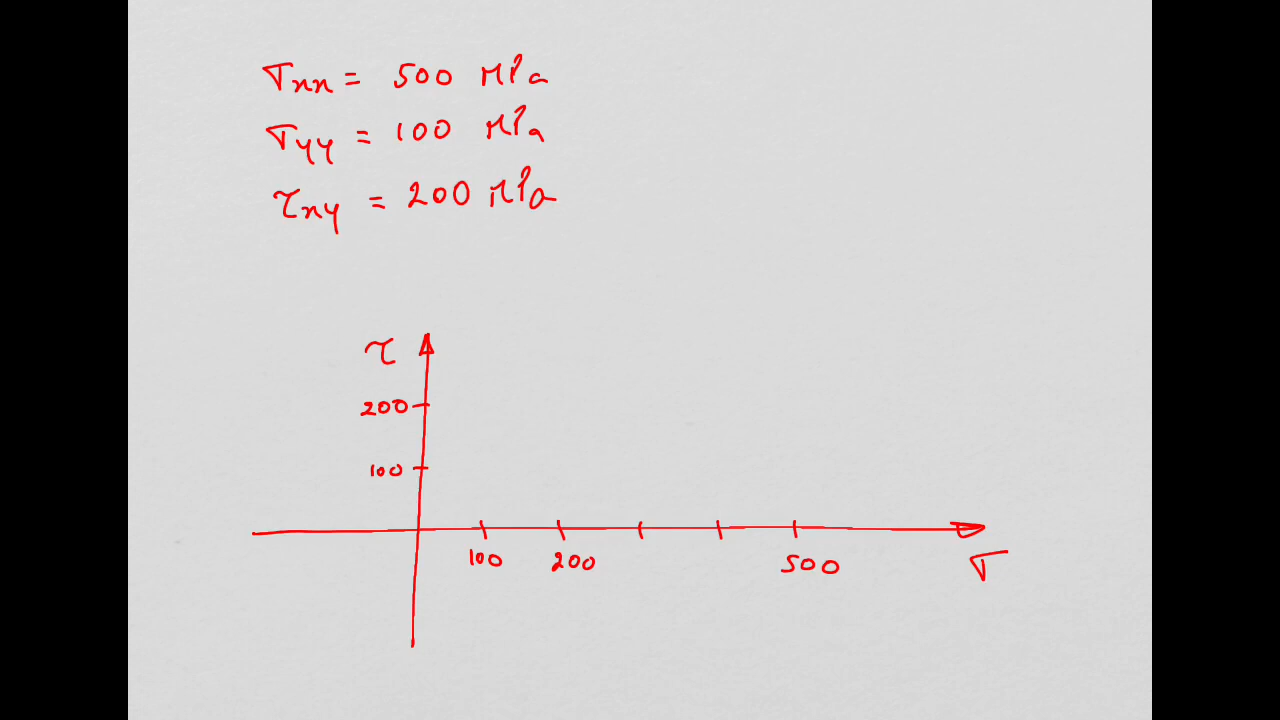 σxx = 500 MPa
σyy = 100 MPa
τxy = 200 MPa
τ
200
100
100 200 500
σ